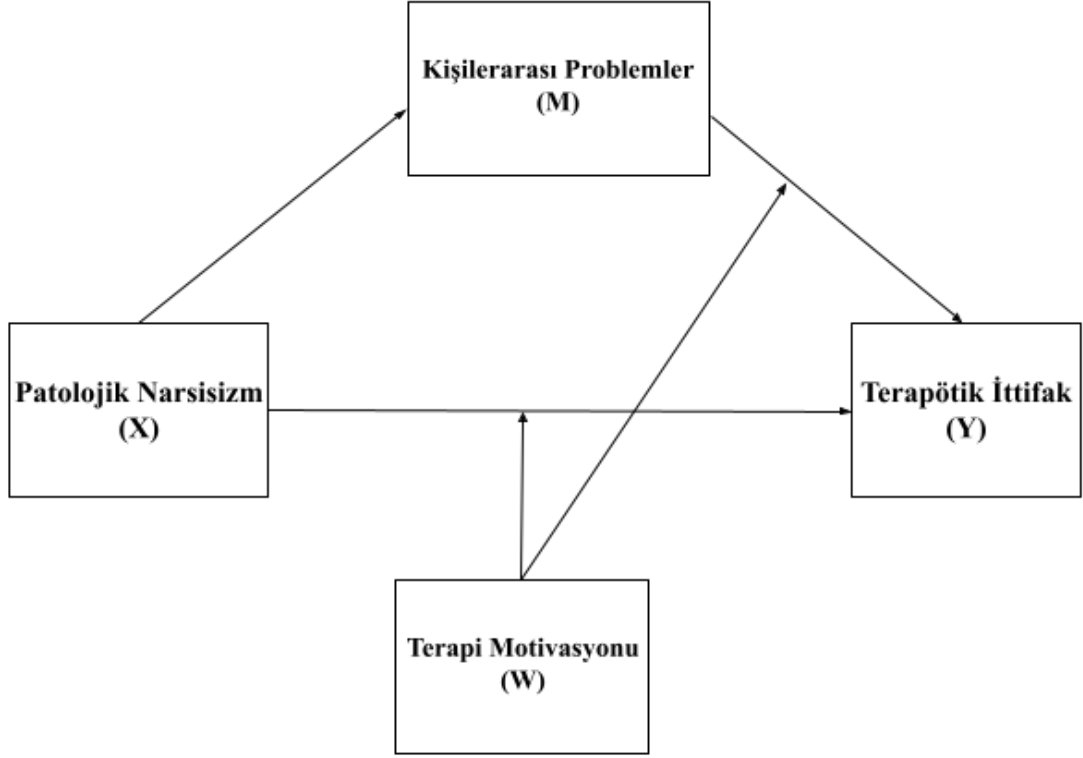 Kişilerarası Problemler
(M)
Patolojik Narsisizm
(X)
Terapötik İttifak
(Y)
Terapi Motivasyonu
(W)